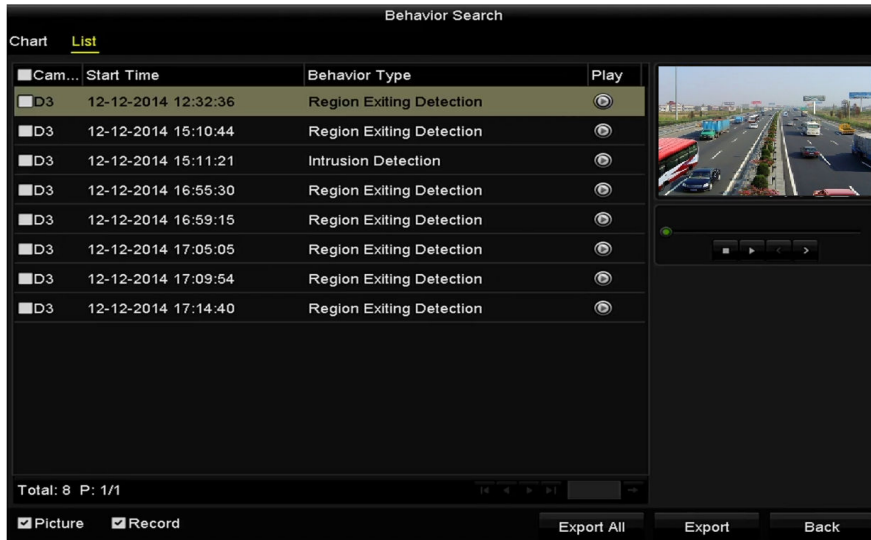 Behavior Search
Chart List
Cam... Start Time Behavior Type Play
D3 12-12-2014 12:32:36 Region Exiting Detection
D3 12-12-2014 15:10:44 Region Exiting Detection
D3 12-12-2014 15:11:21 Intrusion Detection
D3 12-12-2014 16:55:30 Region Exiting Detection
D3 12-12-2014 16:59:15 Region Exiting Detection
D3 12-12-2014 17:05:05 Region Exiting Detection
D3 12-12-2014 17:09:54 Region Exiting Detection
D3 12-12-2014 17:14:40 Region Exiting Detection
Total: 8 P: 1/1
Picture Record Export All Export Back